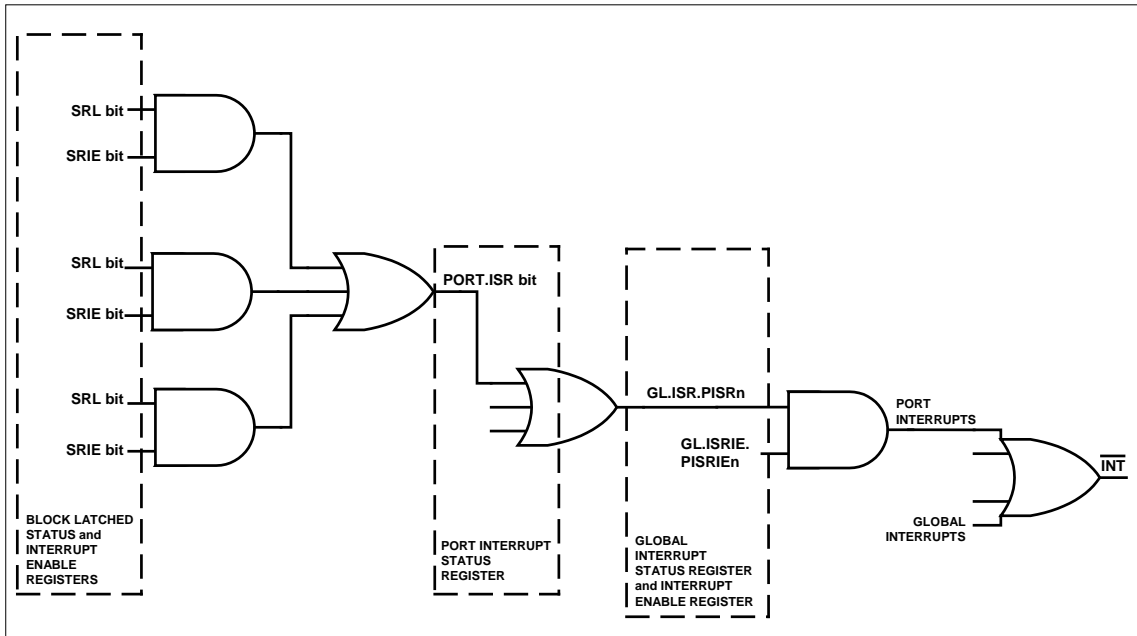 SRL bit
SRIE bit
SRL bit
SRIE bit
SRL bit
SRIE bit
BLOCK LATCHED
STATUS and
INTERRUPT
ENABLE
REGISTERS
PORT.ISR bit
PORT INTERRUPT
STATUS
REGISTER
GL.ISR.PISRn
GL.ISRIE.
PISRIEn
GLOBAL
INTERRUPT
STATUS REGISTER
and INTERRUPT
ENABLE REGISTER
PORT
INTERRUPTS
GLOBAL
INTERRUPTS
INT